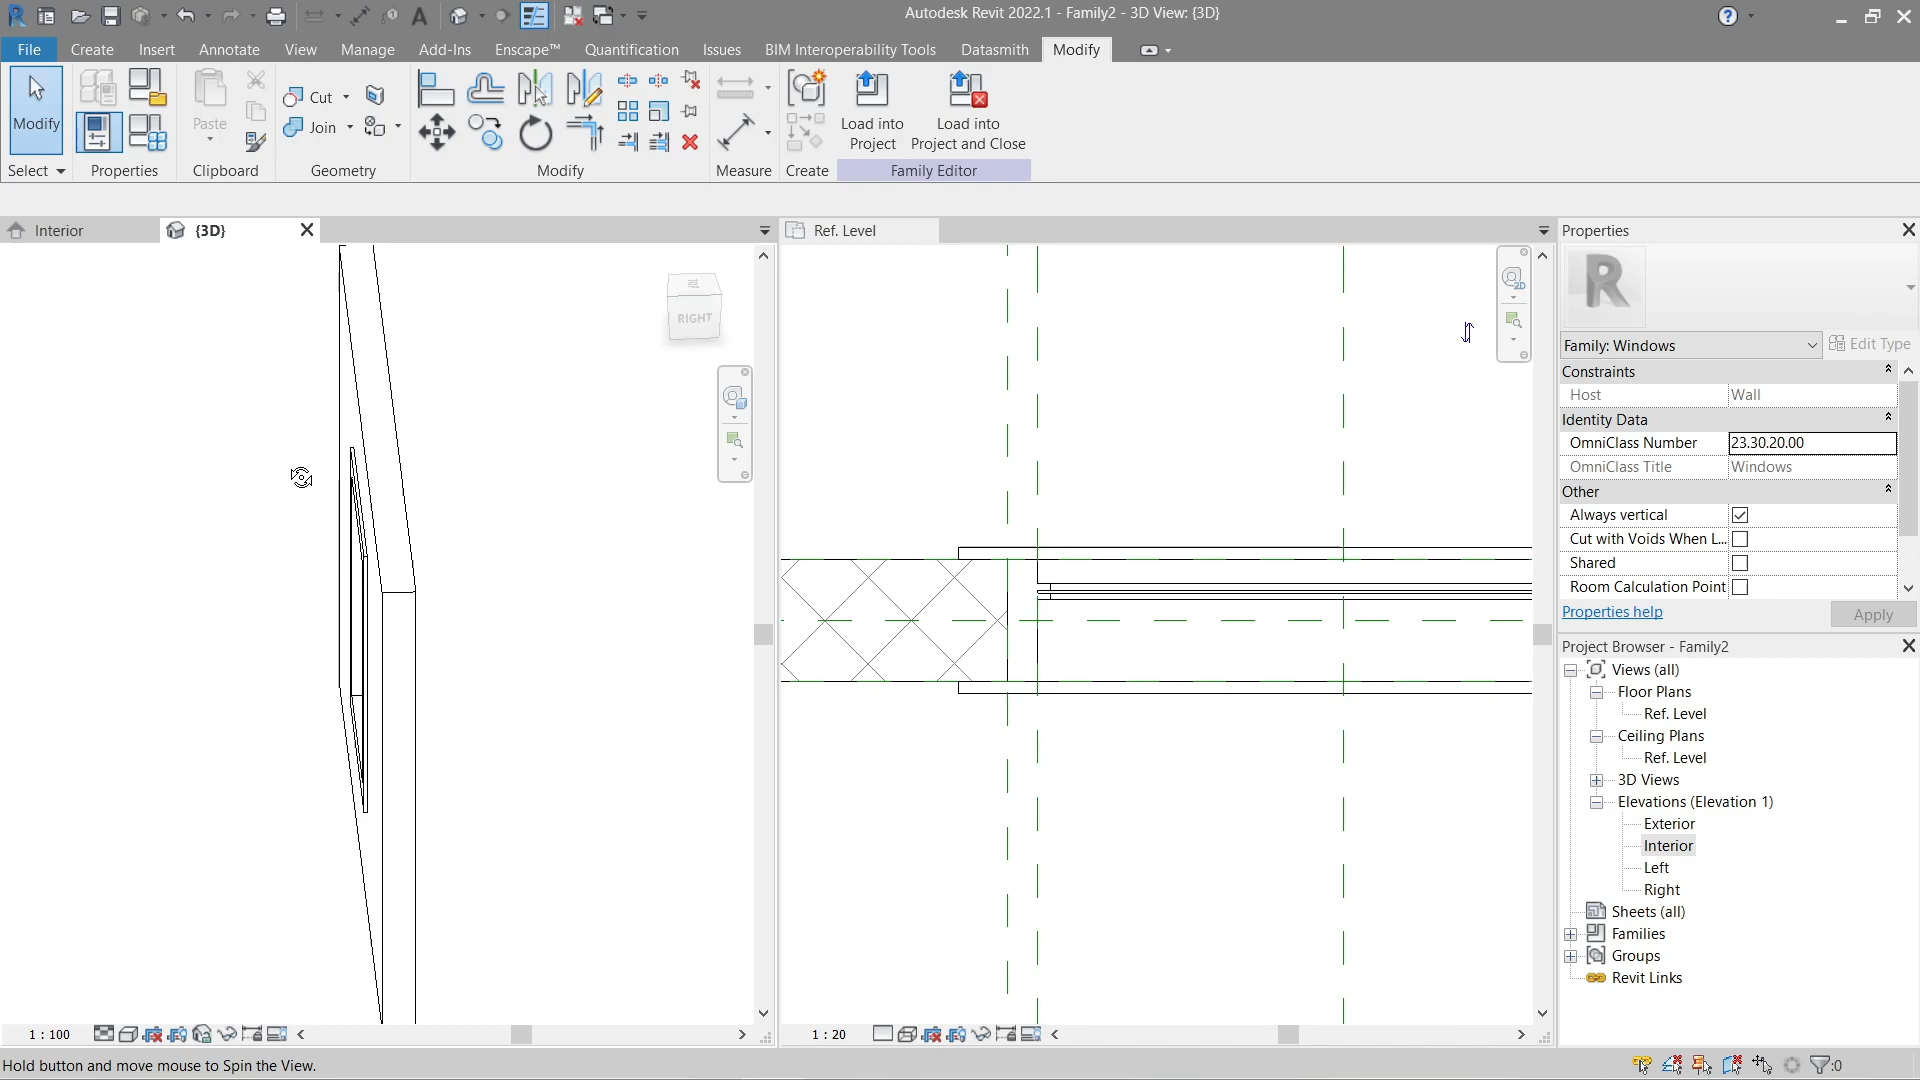 Autodesk Revit 2022.1 - Family2 - 3D View: {3D}
File Create Insert Annotate View Manage Add-Ins Enscape™ Quantification Issues BIM Interoperability Tools Datasmith Modify
Modify
Paste
Cut
Join
Load into Project
Load into Project and Close
Select Properties Clipboard Geometry Modify Measure Create Family Editor
Interior
{3D}
Ref. Level
RIGHT
2D
1 : 100
1 : 20
Properties
R
Family: Windows
Edit Type
Constraints
Host Wall
Identity Data
OmniClass Number 23.30.20.00
OmniClass Title Windows
Other
Always vertical
Cut with Voids When L...
Shared
Room Calculation Point
Properties help
Apply
Project Browser - Family2
Views (all)
Floor Plans
Ref. Level
Ceiling Plans
Ref. Level
3D Views
Elevations (Elevation 1)
Exterior
Interior
Left
Right
Sheets (all)
Families
Groups
Revit Links
Hold button and move mouse to Spin the View.
:0